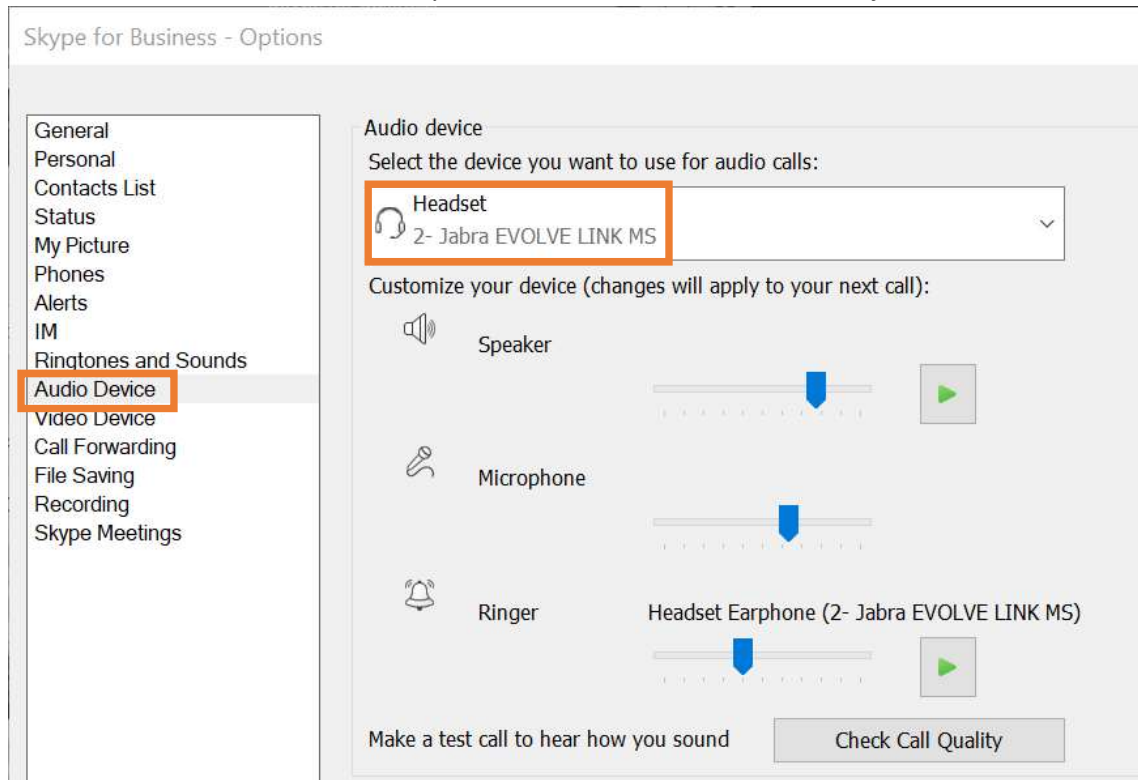 Skype for Business - Options
General
Personal
Contacts List
Status
My Picture
Phones
Alerts
IM
Ringtones and Sounds
Audio Device
Video Device
Call Forwarding
File Saving
Recording
Skype Meetings
Audio device
Select the device you want to use for audio calls:
Headset
2- Jabra EVOLVE LINK MS
Customize your device (changes will apply to your next call):
Speaker
Microphone
Ringer
Headset Earphone (2- Jabra EVOLVE LINK MS)
Make a test call to hear how you sound
Check Call Quality